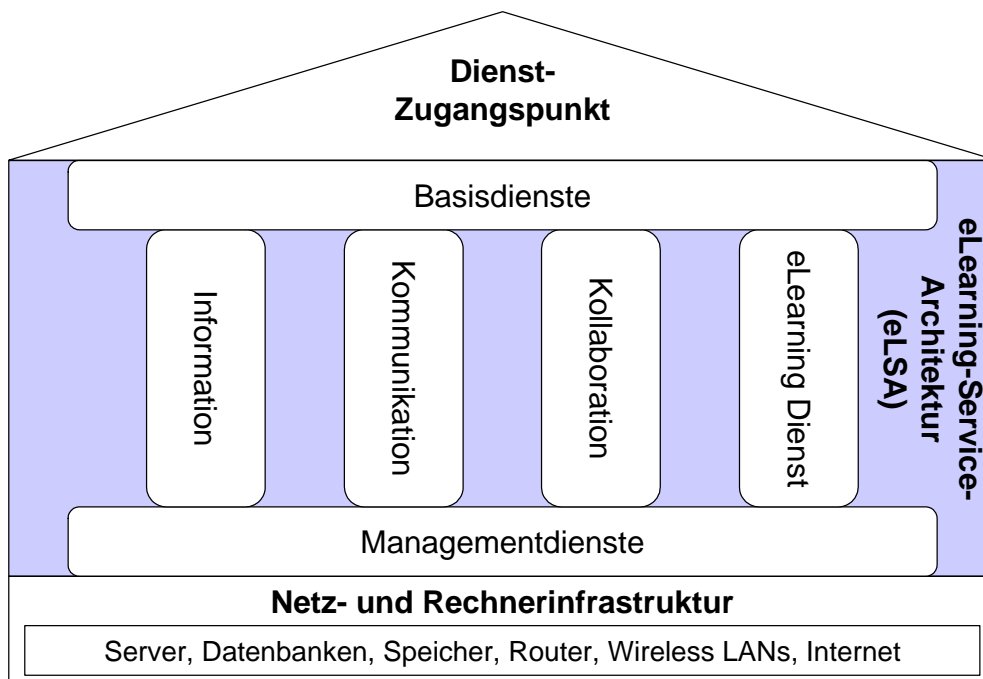 Dienst-
Zugangspunkt
Basisdienste
Information
Kommunikation
Kollaboration
eLearning Dienst
eLearning-Service-
Architektur
(eLSA)
Managementdienste
Netz- und Rechnerinfrastruktur
Server, Datenbanken, Speicher, Router, Wireless LANs, Internet